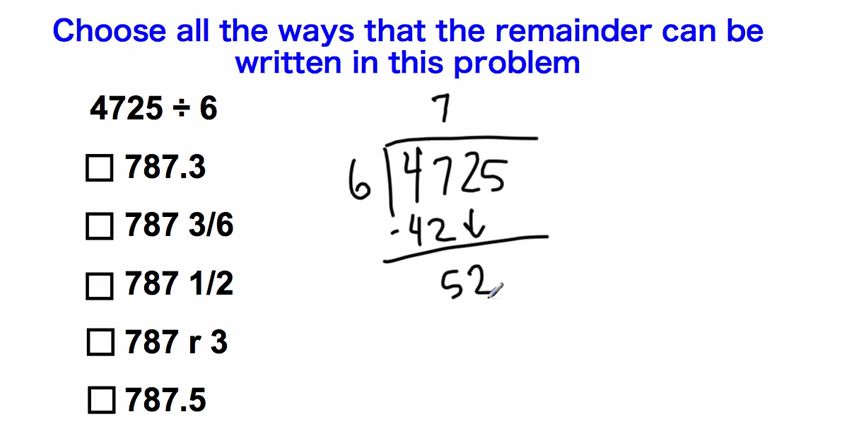 Choose all the ways that the remainder can be
written in this problem
4725 ÷ 6
787.3
787 3/6
787 1/2
787 r 3
787.5
7
6 4725
-42↓
52